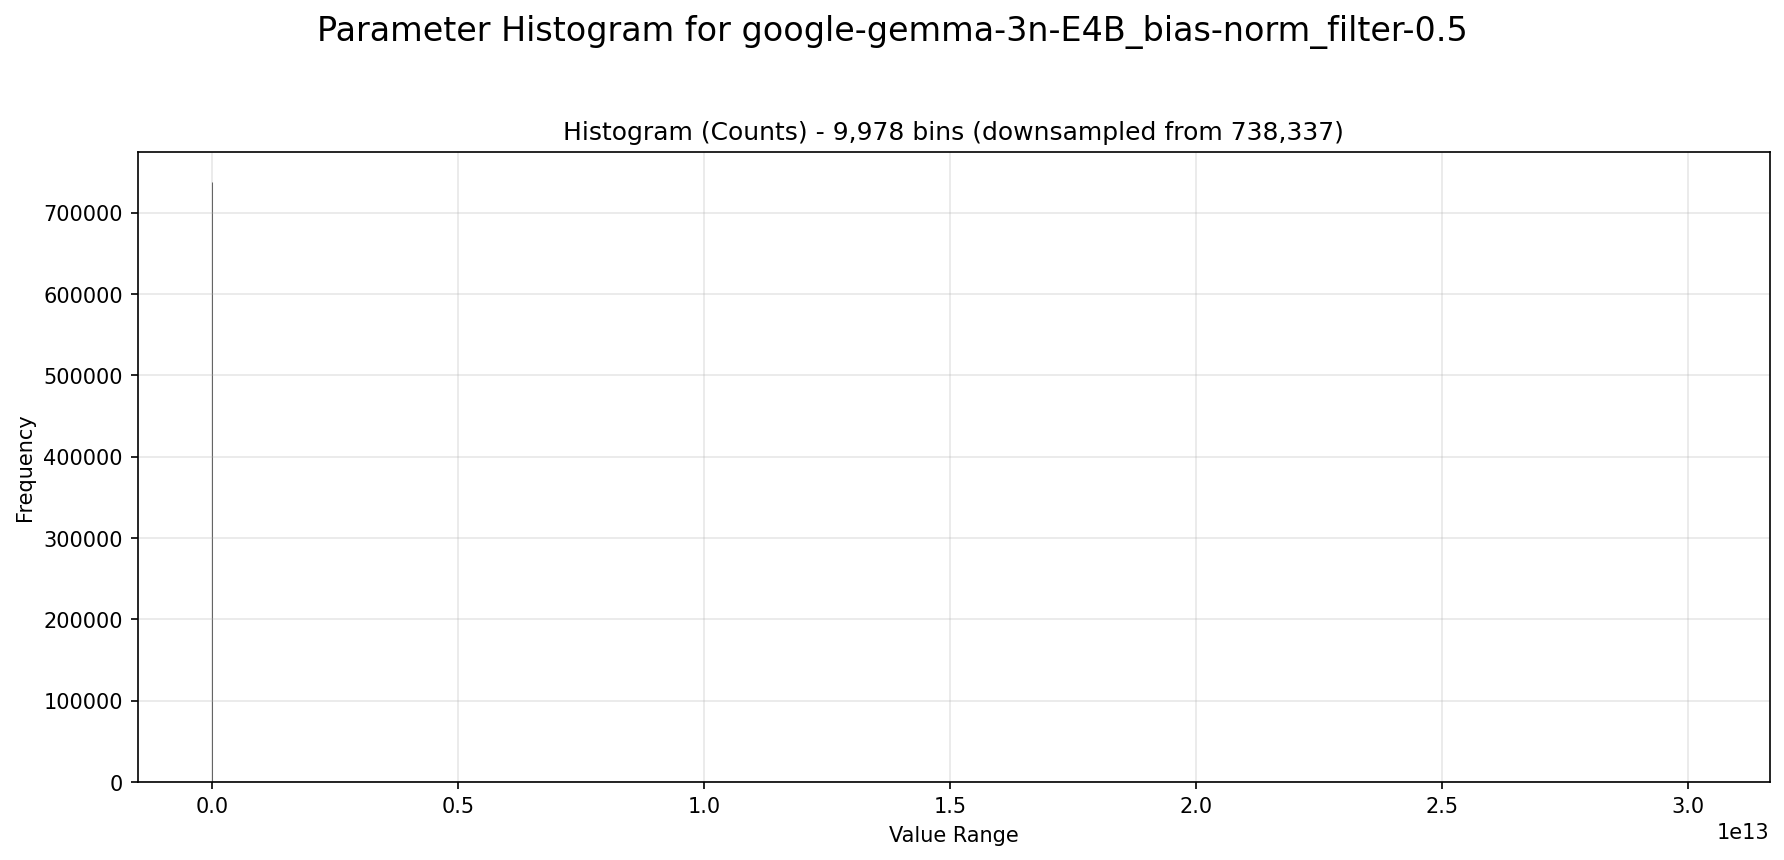 Parameter Histogram for google-gemma-3n-E4B_bias-norm_filter-0.5
Histogram (Counts) - 9,978 bins (downsampled from 738,337)
Frequency
700000
600000
500000
400000
300000
200000
100000
0
0.0 0.5 1.0 1.5 2.0 2.5 3.0
1e13
Value Range